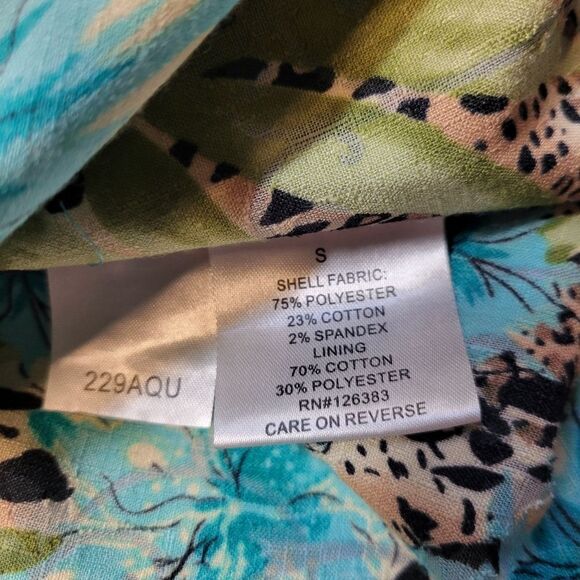 S
SHELL FABRIC:
75% POLYESTER
23% COTTON
2% SPANDEX
LINING
70% COTTON
30% POLYESTER
RN#126383
CARE ON REVERSE
229AQU